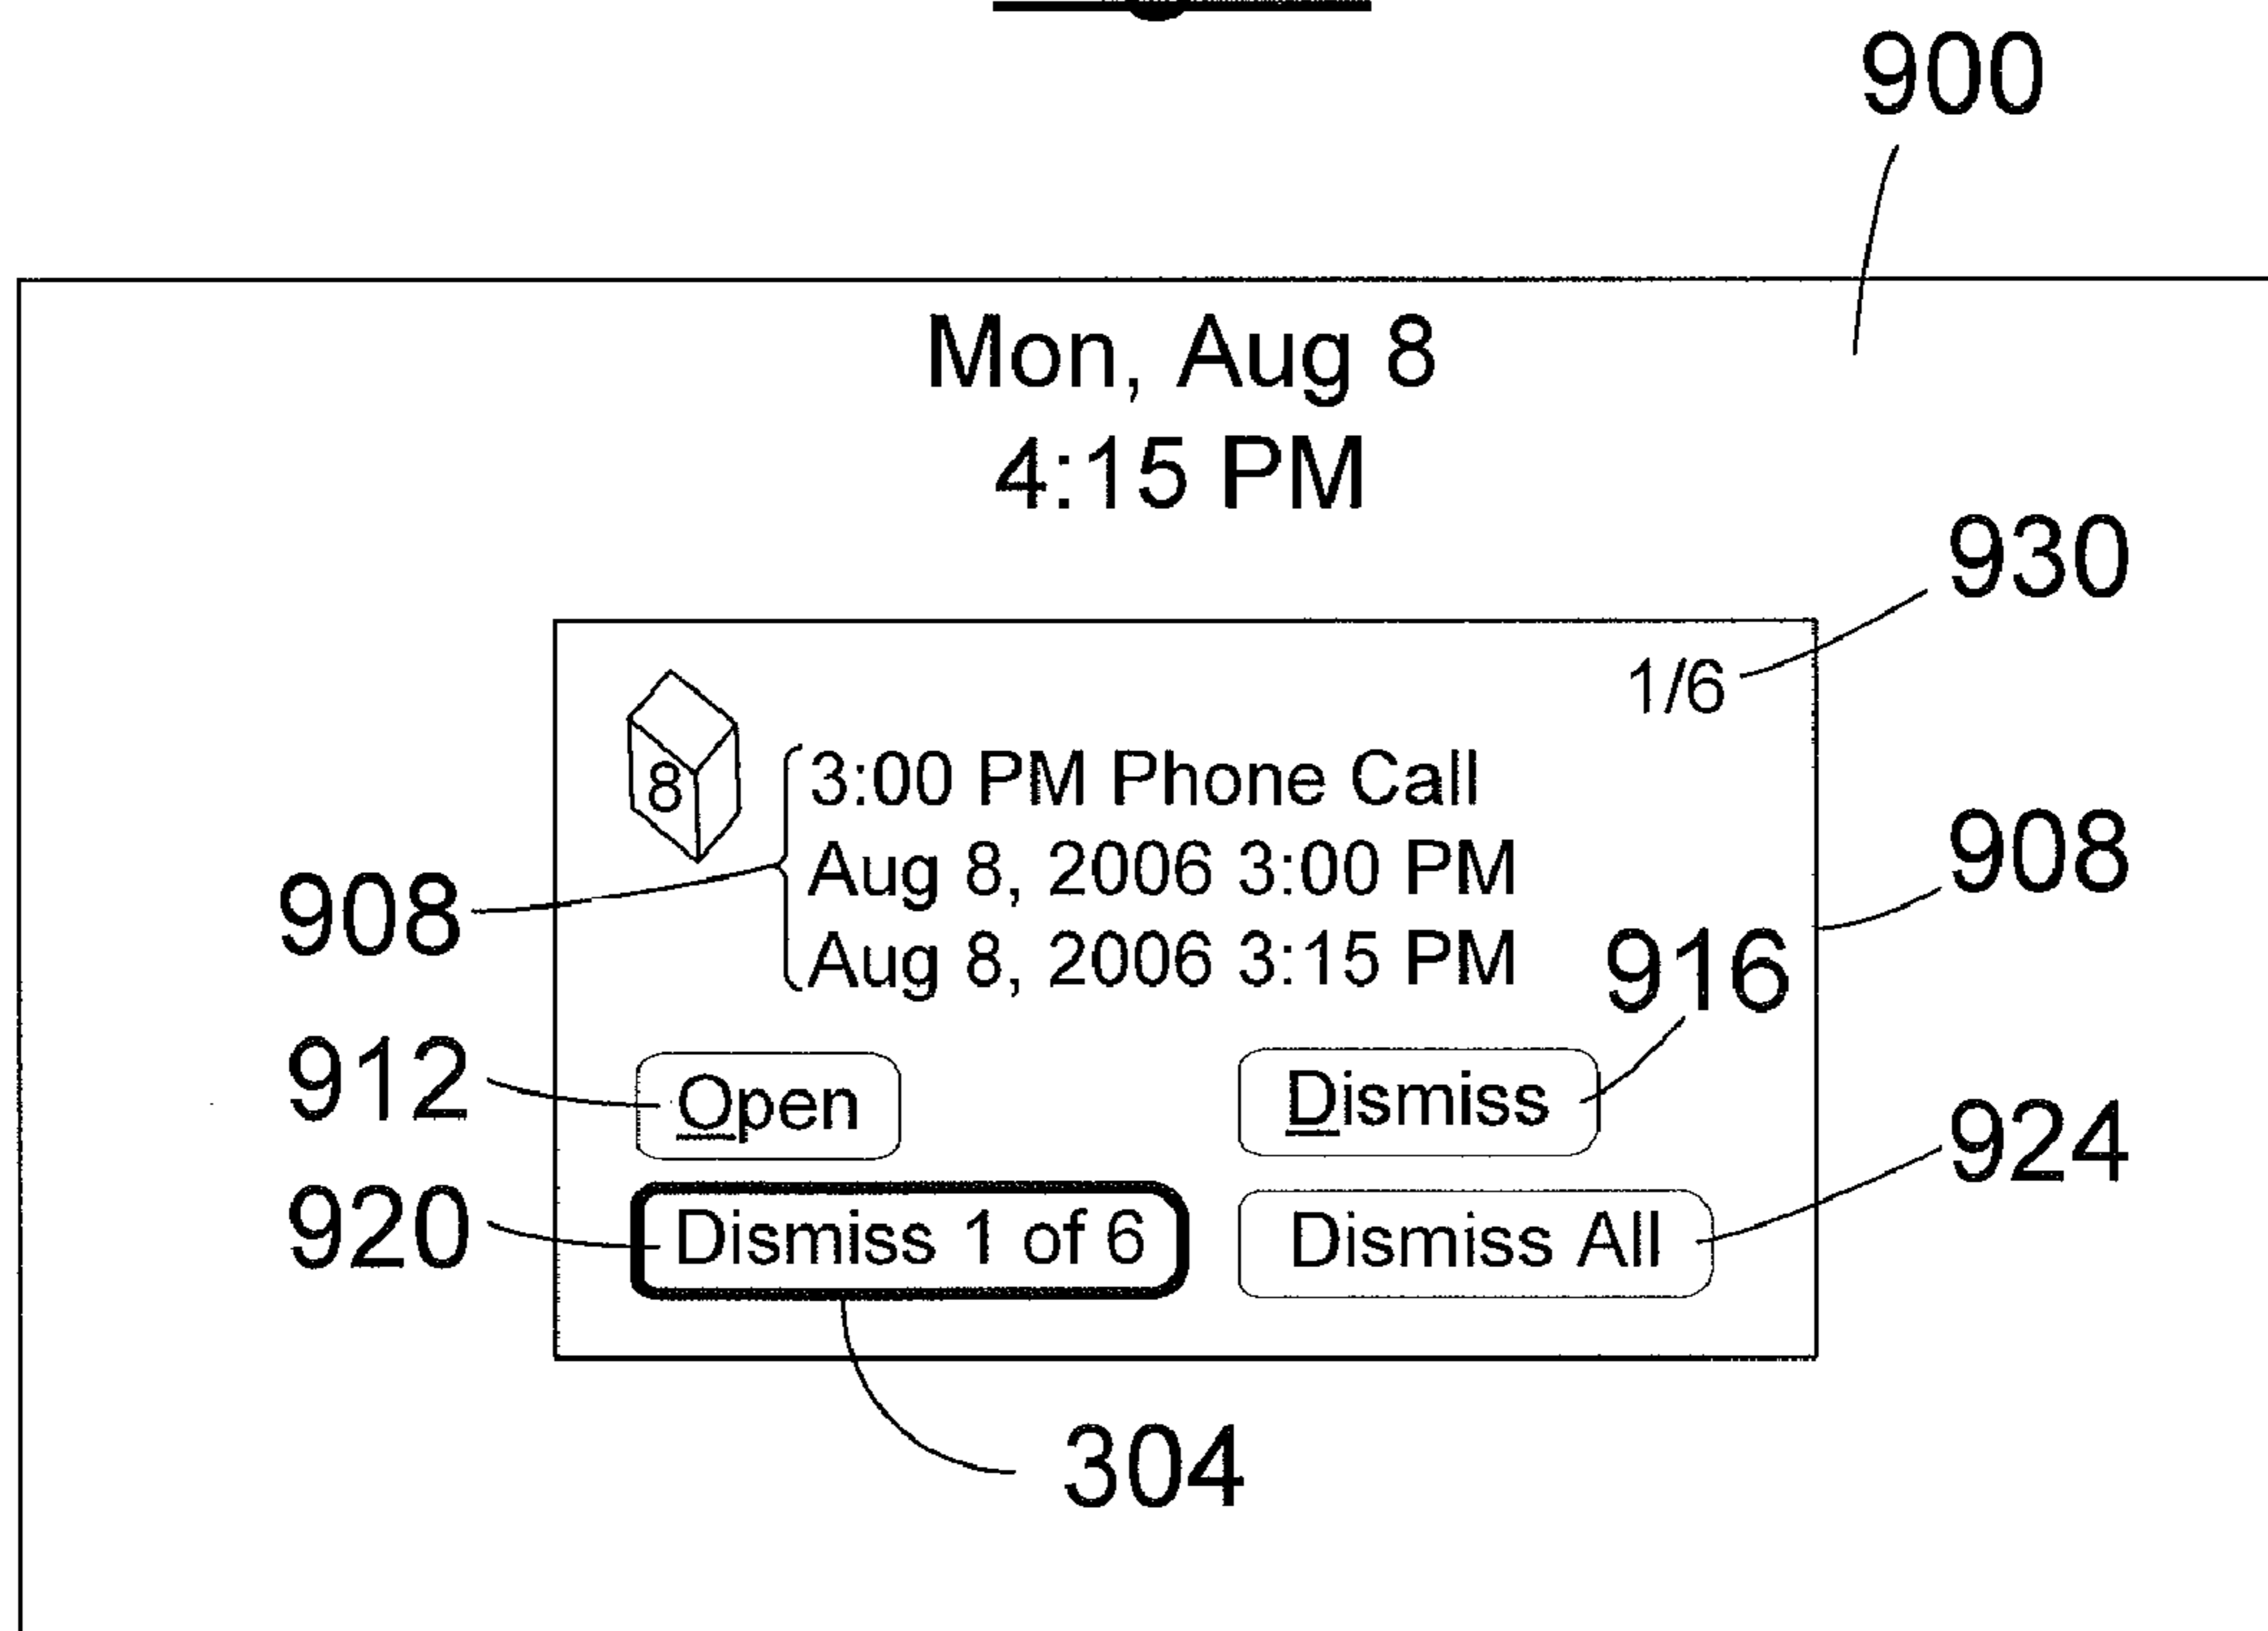 900
Mon, Aug 8
4:15 PM
930
1/6
8
3:00 PM Phone Call
Aug 8, 2006 3:00 PM
Aug 8, 2006 3:15 PM
908
908
916
912
Open
Dismiss
924
920
Dismiss 1 of 6
Dismiss All
304